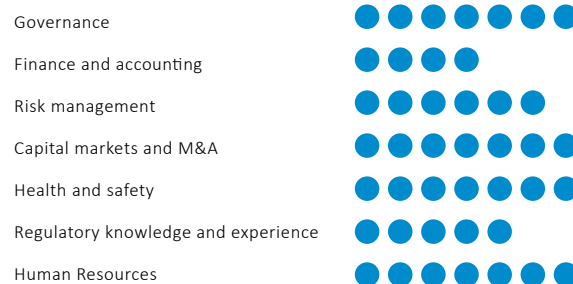 Governance
Finance and accounting
Risk management
Capital markets and M&A
Health and safety
Regulatory knowledge and experience
Human Resources